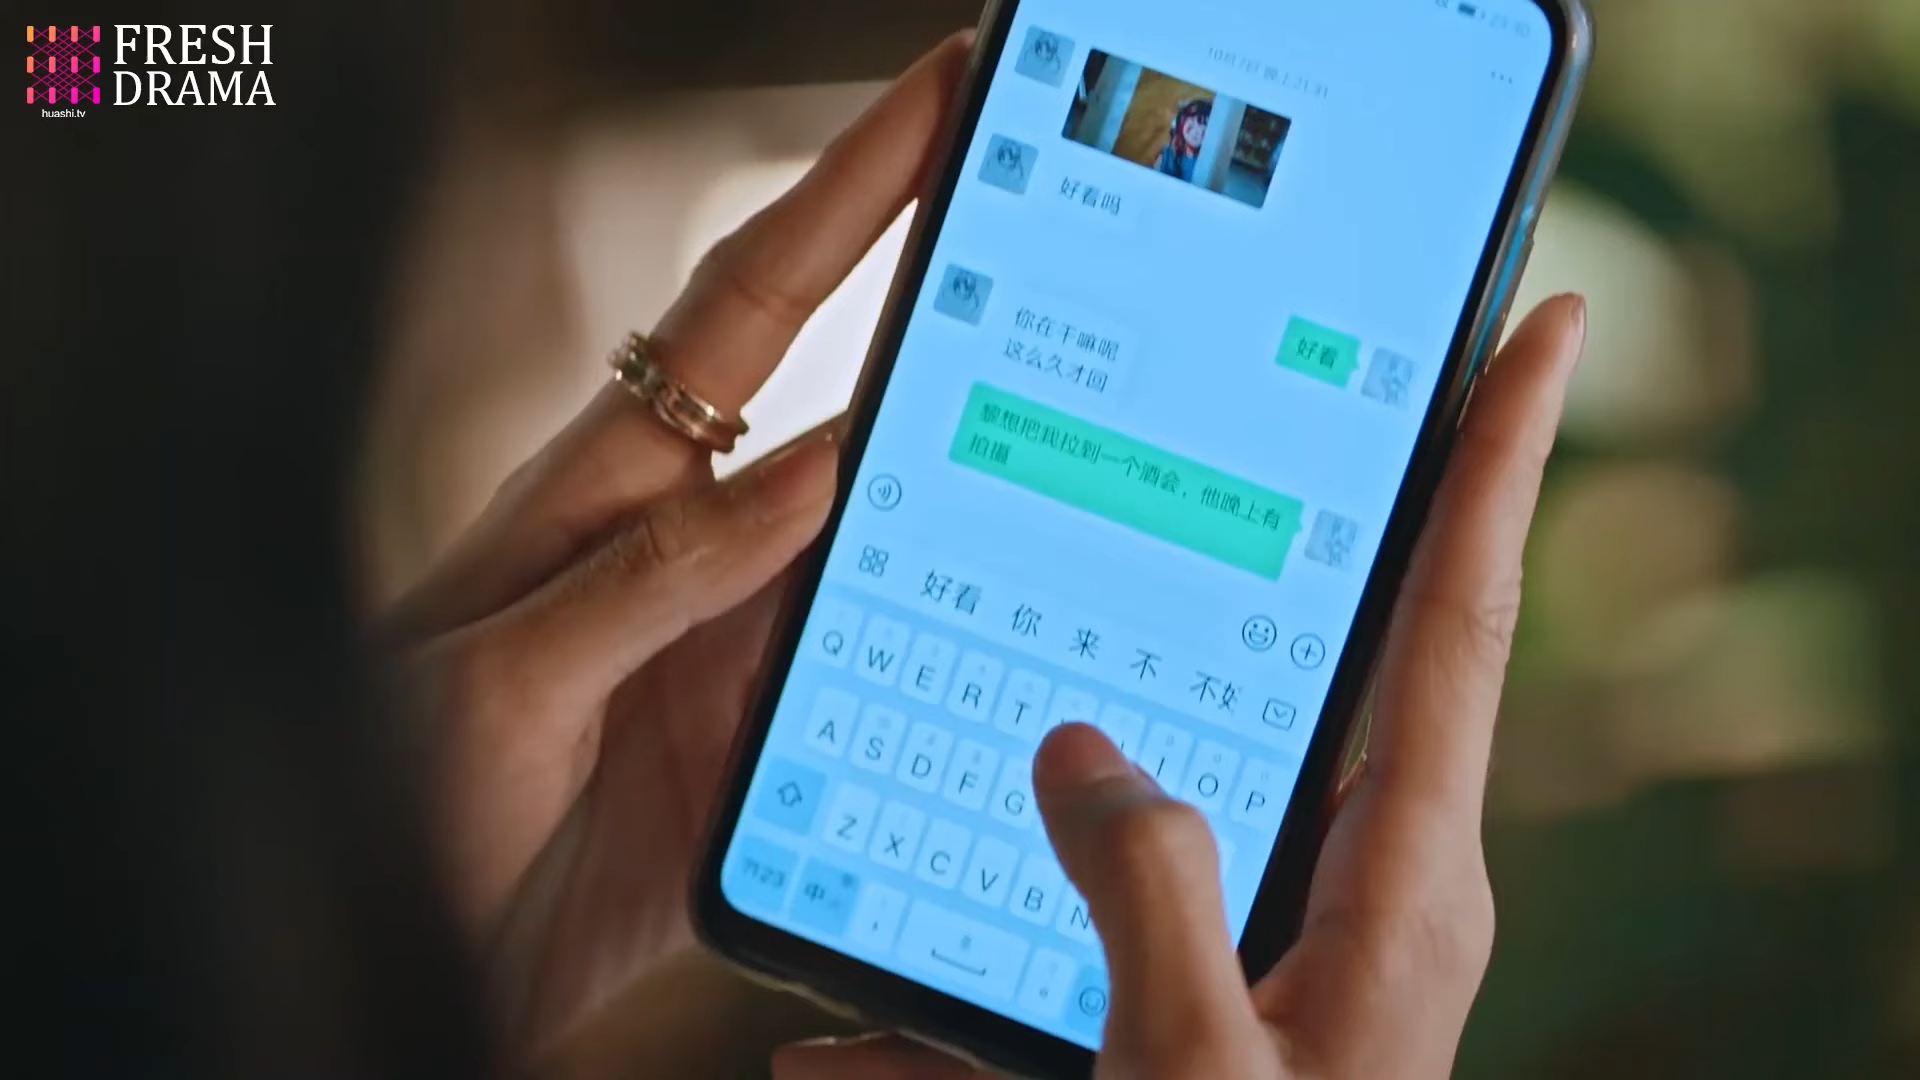 FRESH
DRAMA
huashi.tv
好看吗
好看
你在干嘛呢
这么久才回
黎想把我拉到一个酒会，他晚上有
拍摄
好看 你 来 不 不好
Q W E R T I O P
A S D F G
Z X C V B N
?123 中